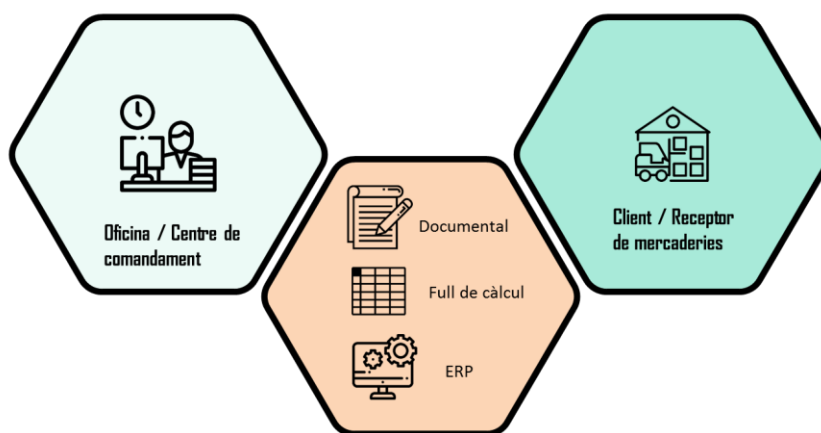 Oficina / Centre de
comandament
Documental
Full de càlcul
ERP
Client / Receptor
de mercaderies